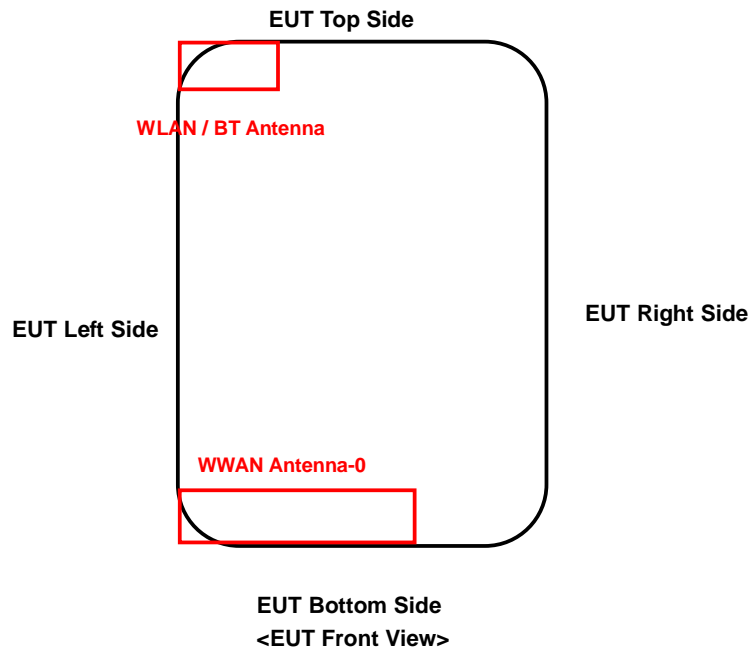 EUT Top Side
WLAN / BT Antenna
EUT Left Side
EUT Right Side
WWAN Antenna-0
EUT Bottom Side
<EUT Front View>